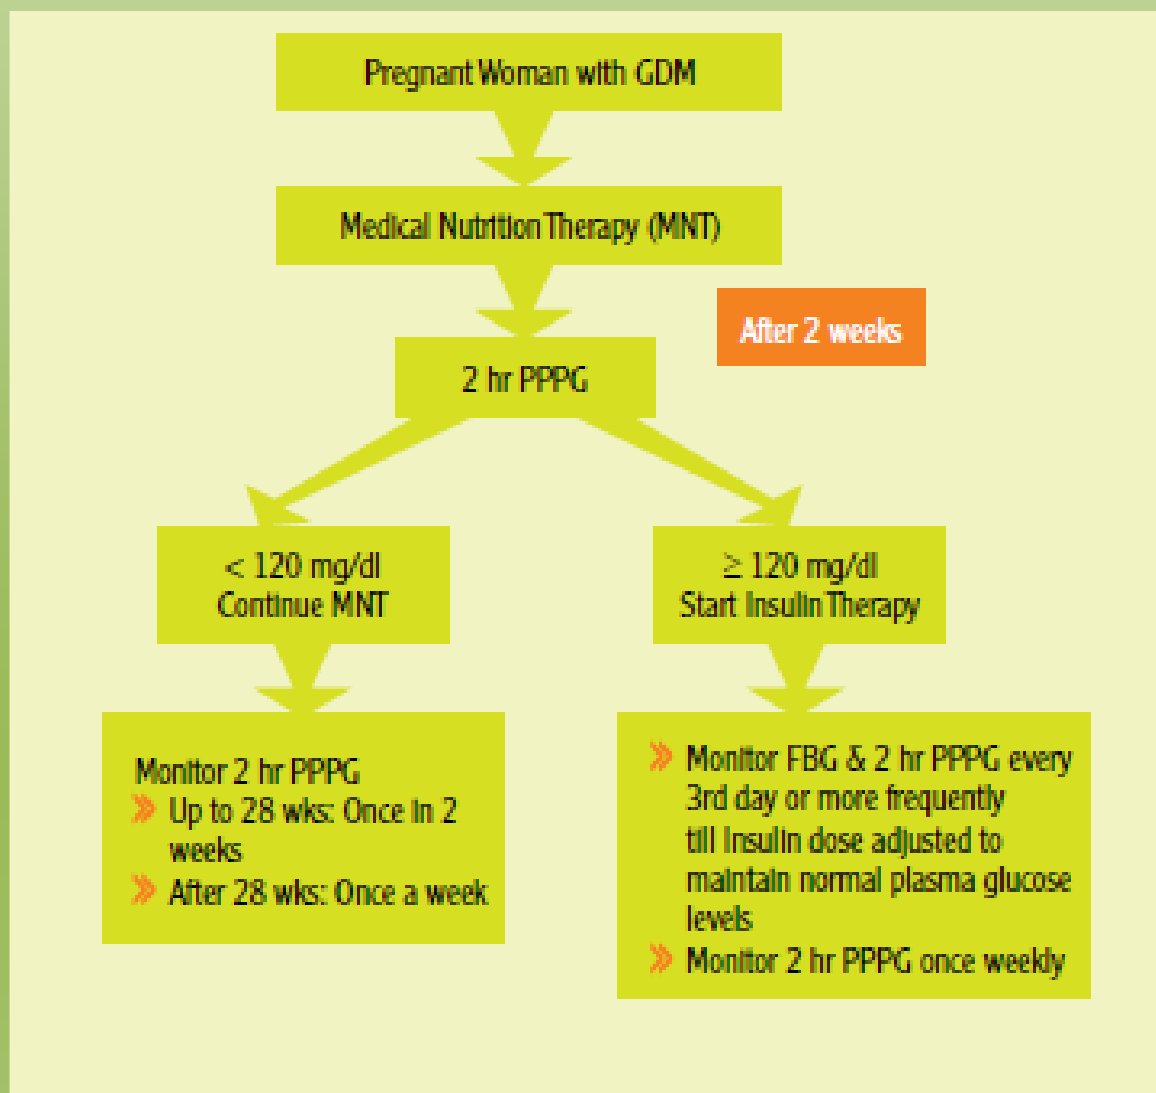 Pregnant Woman with GDM
Medical Nutrition Therapy (MNT)
After 2 weeks
2 hr PPPG
< 120 mg/dl
Continue MNT
≥ 120 mg/dl
Start Insulin Therapy
Monitor 2 hr PPPG
Up to 28 wks: Once in 2
weeks
After 28 wks: Once a week
Monitor FBG & 2 hr PPPG every
3rd day or more frequently
till Insulin dose adjusted to
maintain normal plasma glucose
levels
Monitor 2 hr PPPG once weekly